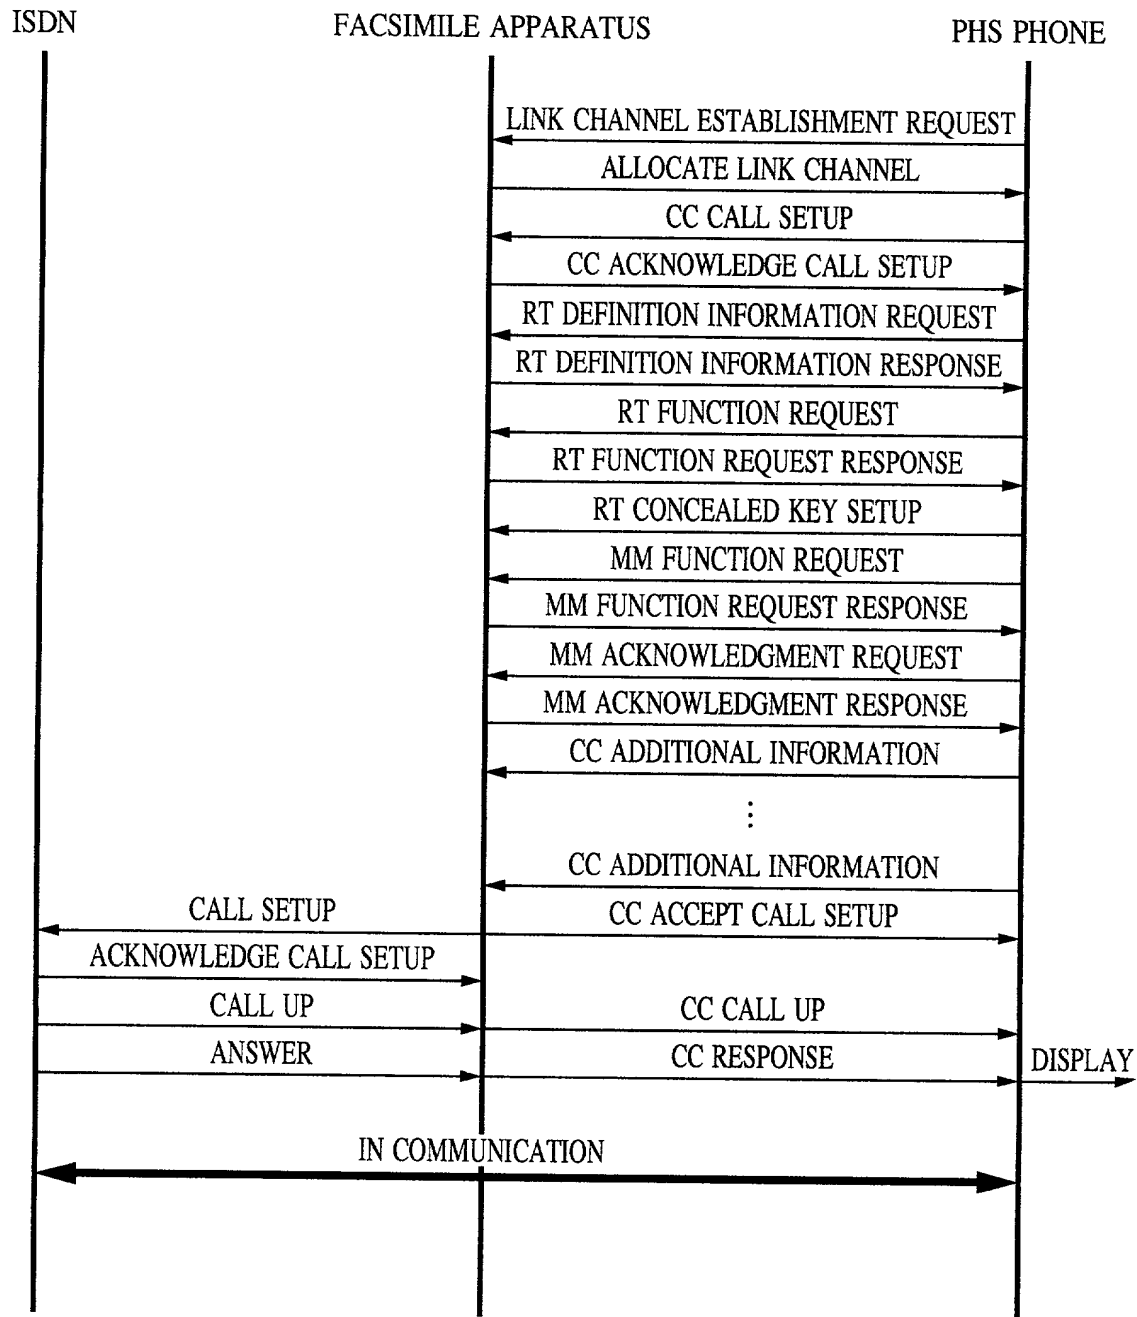 ISDN
FACSIMILE APPARATUS
PHS PHONE
LINK CHANNEL ESTABLISHMENT REQUEST
ALLOCATE LINK CHANNEL
CC CALL SETUP
CC ACKNOWLEDGE CALL SETUP
RT DEFINITION INFORMATION REQUEST
RT DEFINITION INFORMATION RESPONSE
RT FUNCTION REQUEST
RT FUNCTION REQUEST RESPONSE
RT CONCEALED KEY SETUP
MM FUNCTION REQUEST
MM FUNCTION REQUEST RESPONSE
MM ACKNOWLEDGMENT REQUEST
MM ACKNOWLEDGMENT RESPONSE
CC ADDITIONAL INFORMATION
⋮
CC ADDITIONAL INFORMATION
CALL SETUP
CC ACCEPT CALL SETUP
ACKNOWLEDGE CALL SETUP
CALL UP
CC CALL UP
ANSWER
CC RESPONSE
DISPLAY
IN COMMUNICATION